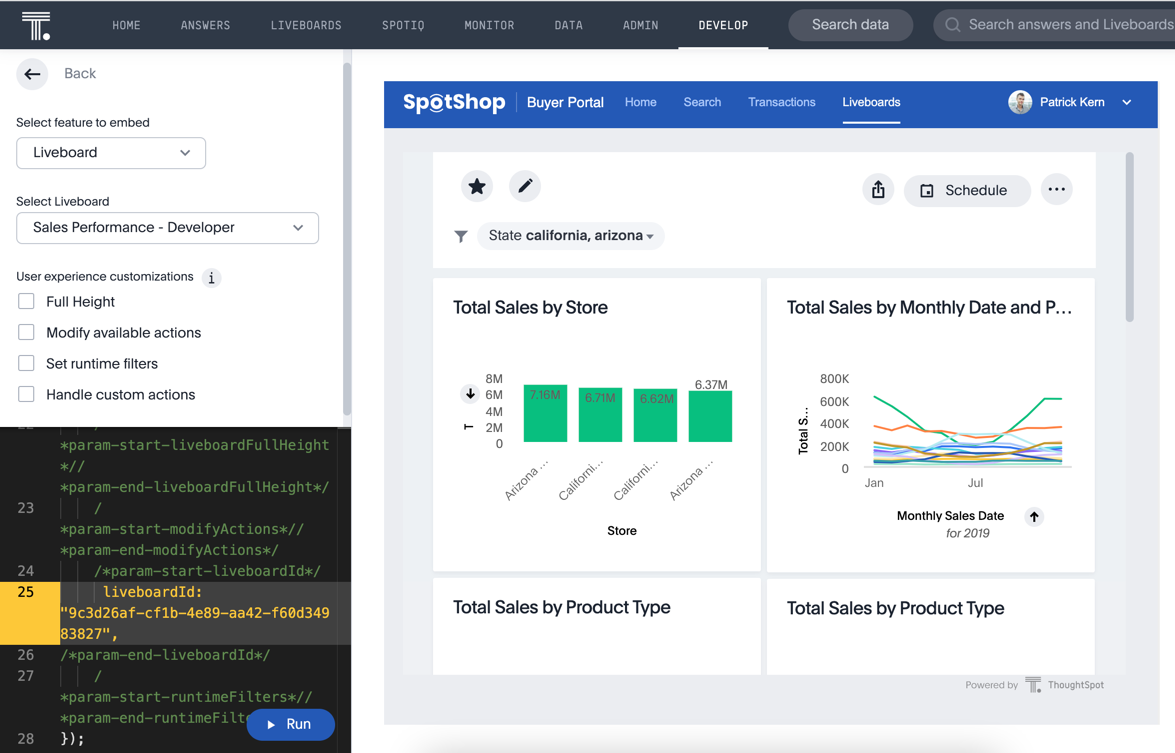 HOME ANSWERS LIVEBOARDS SPOTIQ MONITOR DATA ADMIN DEVELOP Search data Search answers and Liveboards
Back
Select feature to embed
Liveboard
Select Liveboard
Sales Performance - Developer
User experience customizations i
Full Height
Modify available actions
Set runtime filters
Handle custom actions
/
*param-start-liveboardFullHeight
*//
*param-end-liveboardFullHeight*/
23 /
*param-start-modifyActions*//
*param-end-modifyActions*/
24 /*param-start-liveboardId*/
25 liveboardId:
"9c3d26af-cf1b-4e89-aa42-f60d349
83827",
26 /*param-end-liveboardId*/
27 /
*param-start-runtimeFilters*//
*param-end-runtimeFilte
28 });
Run
SpotShop Buyer Portal Home Search Transactions Liveboards Patrick Kern
Schedule
State california, arizona
Total Sales by Store
8M
6M
4M
2M
0
T
7.16M 6.71M 6.62M 6.37M
Arizona ... Californi... Californi... Arizona ...
Store
Total Sales by Monthly Date and P...
800K
600K
400K
200K
0
Total S...
Jan Jul
Monthly Sales Date
for 2019
Total Sales by Product Type
Total Sales by Product Type
Powered by ThoughtSpot